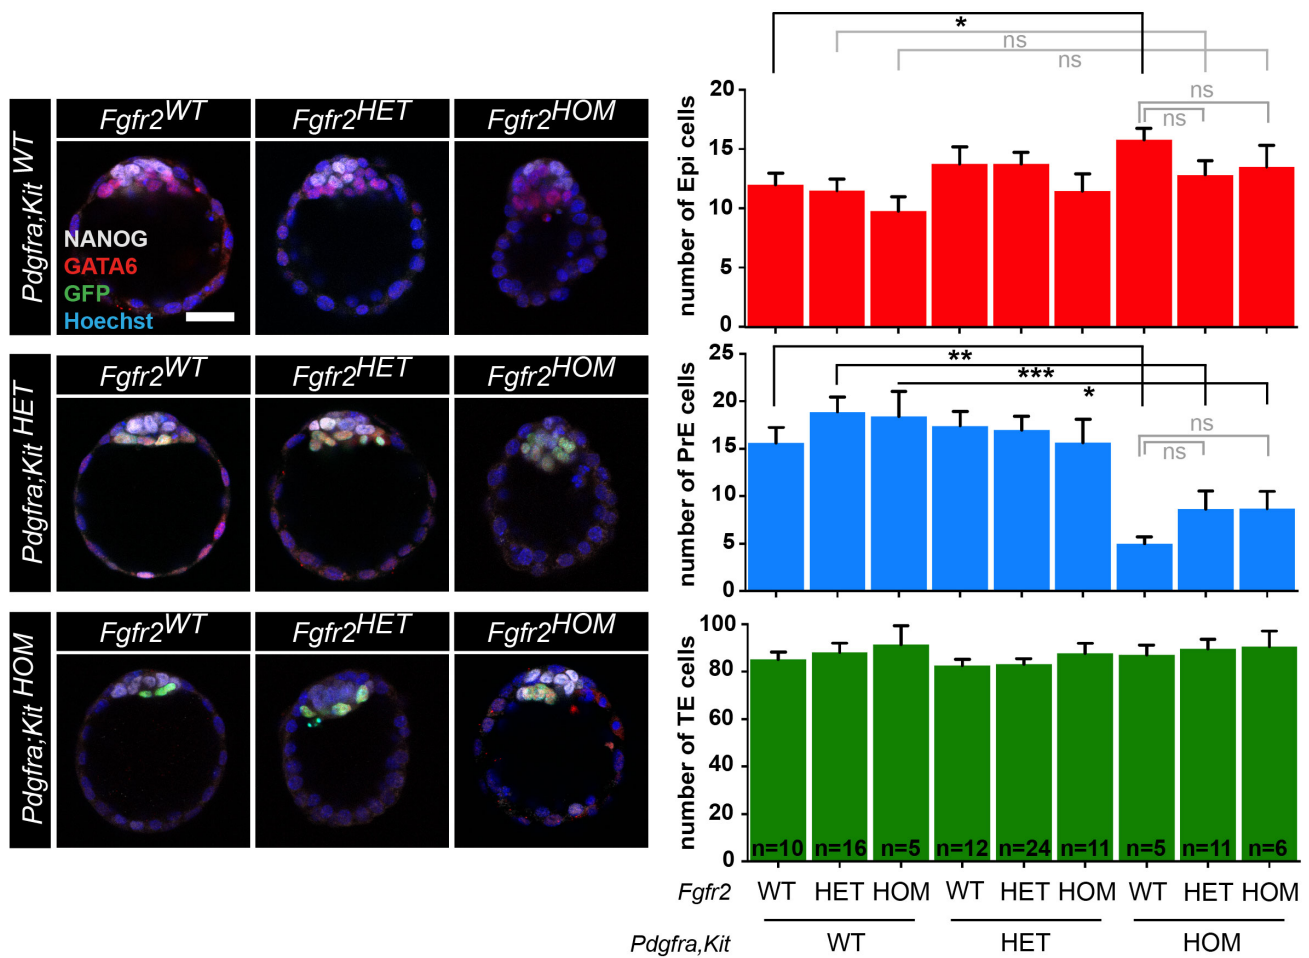 Fgfr2WT Fgfr2HET Fgfr2HOM
Pdgfra;Kit WT
NANOG
GATA6
GFP
Hoechst
Fgfr2WT Fgfr2HET Fgfr2HOM
Pdgfra;Kit HET
Fgfr2WT Fgfr2HET Fgfr2HOM
Pdgfra;Kit HOM
*
ns
ns
ns
ns
number of Epi cells
20
15
10
5
0
**
***
*
ns
ns
number of PrE cells
25
20
15
10
5
0
number of TE cells
100
80
60
40
20
0
n=10 n=16 n=5 n=12 n=24 n=11 n=5 n=11 n=6
Fgfr2 WT HET HOM WT HET HOM WT HET HOM
Pdgfra,Kit WT HET HOM